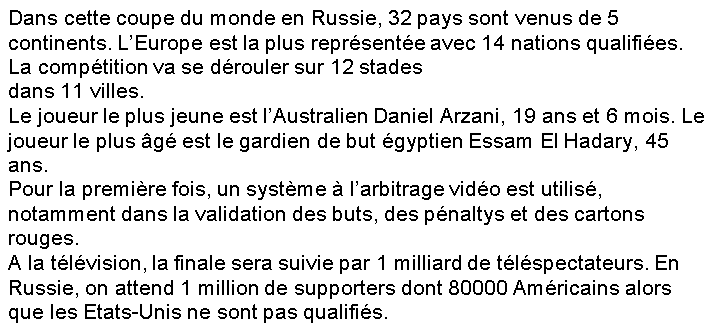 Dans cette coupe du monde en Russie, 32 pays sont venus de 5
continents. L’Europe est la plus représentée avec 14 nations qualifiées.
La compétition va se dérouler sur 12 stades
dans 11 villes.
Le joueur le plus jeune est l’Australien Daniel Arzani, 19 ans et 6 mois. Le
joueur le plus âgé est le gardien de but égyptien Essam El Hadary, 45
ans.
Pour la première fois, un système à l’arbitrage vidéo est utilisé,
notamment dans la validation des buts, des pénaltys et des cartons
rouges.
A la télévision, la finale sera suivie par 1 milliard de téléspectateurs. En
Russie, on attend 1 million de supporters dont 80000 Américains alors
que les Etats-Unis ne sont pas qualifiés.